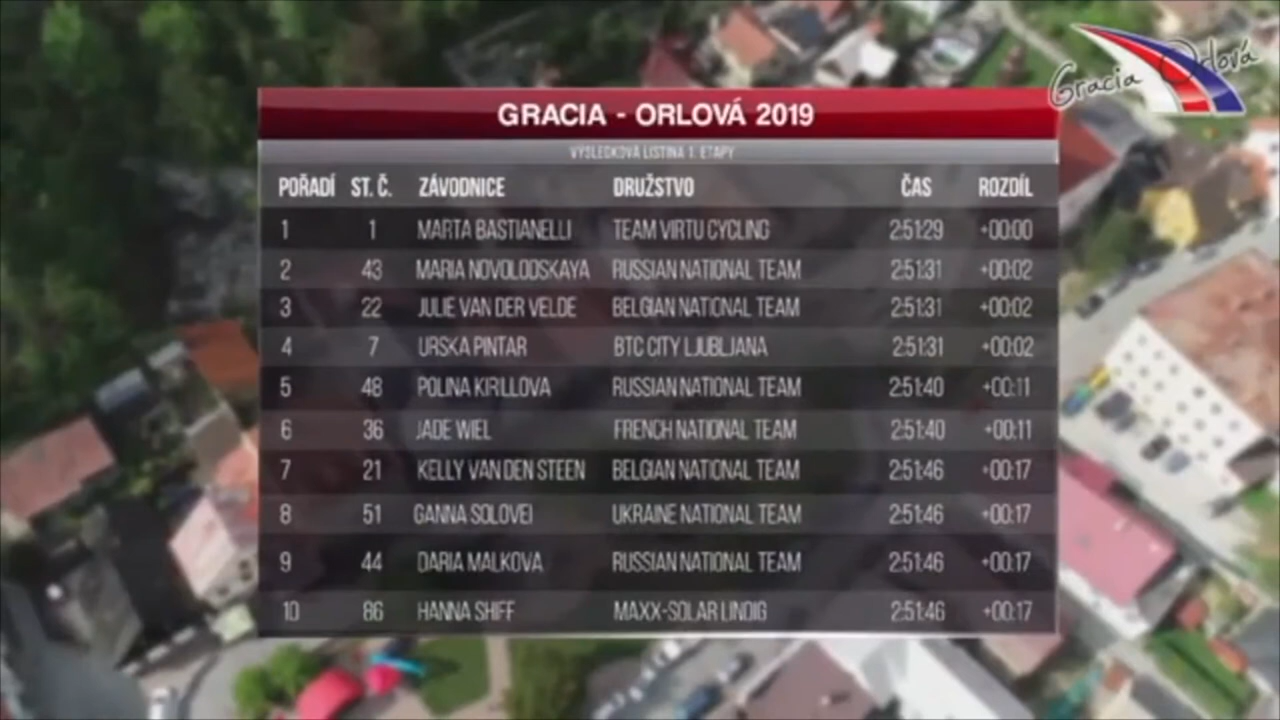 Gracia Orlová
GRACIA - ORLOVÁ 2019
VÝSLEDKOVÁ LISTINA 1. ETAPY
POŘADÍ ST. Č. ZÁVODNICE DRUŽSTVO ČAS ROZDÍL
1 1 MARTA BASTIANELLI TEAM VIRTU CYCLING 2:51:29 +00:00
2 43 MARIA NOVOLODSKAYA RUSSIAN NATIONAL TEAM 2:51:31 +00:02
3 22 JULIE VAN DER VELDE BELGIAN NATIONAL TEAM 2:51:31 +00:02
4 7 URSKA PINTAR BTC CITY LJUBLJANA 2:51:31 +00:02
5 48 POLINA KIRILLOVA RUSSIAN NATIONAL TEAM 2:51:40 +00:11
6 36 JADE WIEL FRENCH NATIONAL TEAM 2:51:40 +00:11
7 21 KELLY VAN DEN STEEN BELGIAN NATIONAL TEAM 2:51:46 +00:17
8 51 GANNA SOLOVEI UKRAINE NATIONAL TEAM 2:51:46 +00:17
9 44 DARIA MALKOVA RUSSIAN NATIONAL TEAM 2:51:46 +00:17
10 86 HANNA SHIFF MAXX-SOLAR LINDIG 2:51:46 +00:17